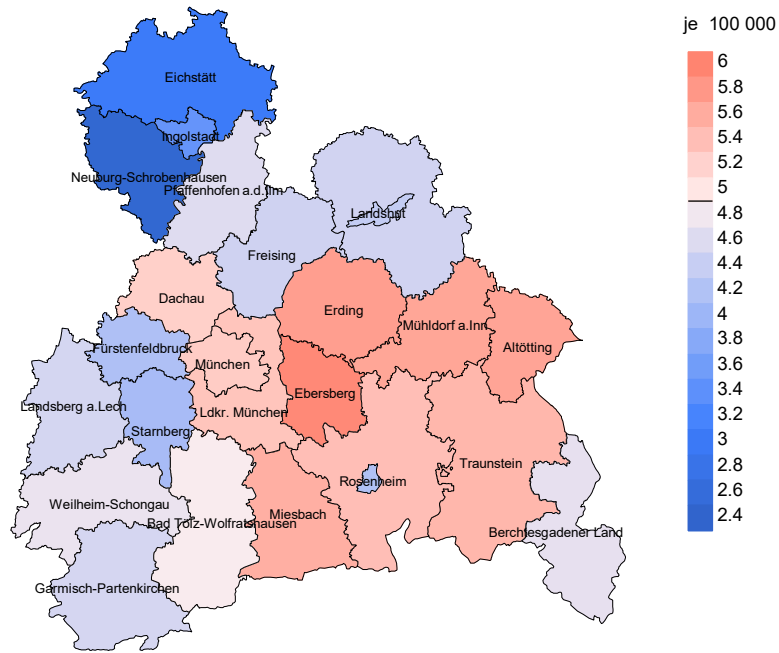 je 100 000
6
5.8
5.6
5.4
5.2
5
4.8
4.6
4.4
4.2
4
3.8
3.6
3.4
3.2
3
2.8
2.6
2.4
Eichstätt
Ingolstadt
Neuburg-Schrobenhausen
Pfaffenhofen a.d.Ilm
Landshut
Freising
Dachau
Erding
Mühldorf a.Inn
Altötting
Fürstenfeldbruck
München
Ebersberg
Landsberg a.Lech
Ldkr. München
Starnberg
Traunstein
Rosenheim
Weilheim-Schongau
Miesbach
Bad Tölz-Wolfratshausen
Berchtesgadener Land
Garmisch-Partenkirchen